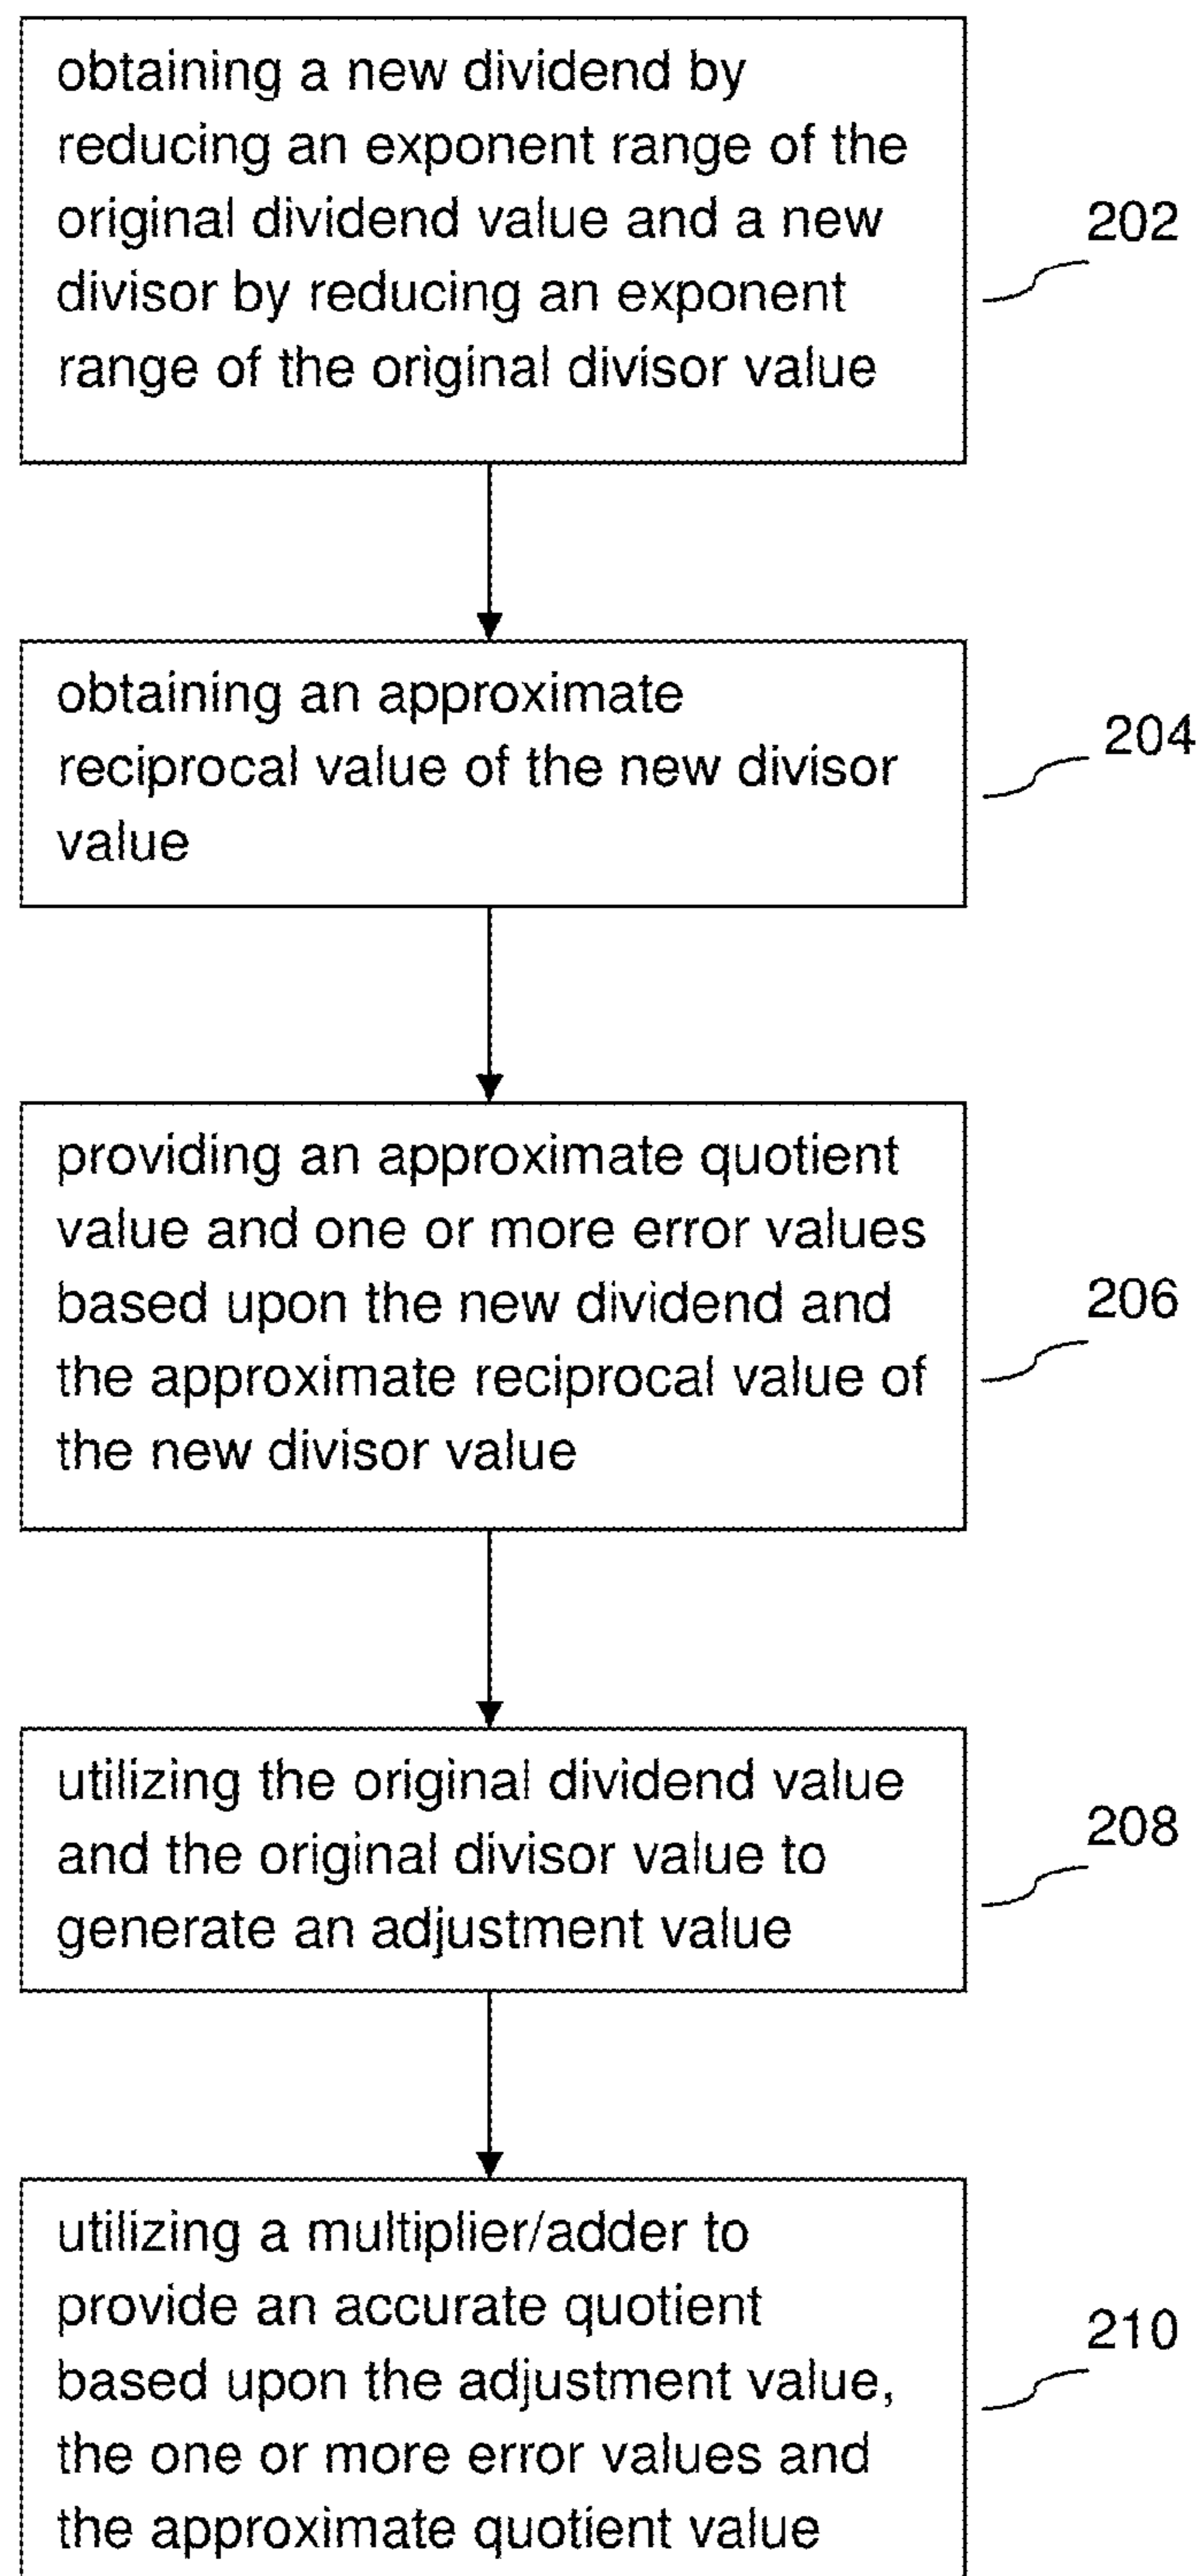 obtaining a new dividend by
reducing an exponent range of the
original dividend value and a new
divisor by reducing an exponent
range of the original divisor value
202
obtaining an approximate
reciprocal value of the new divisor
value
204
providing an approximate quotient
value and one or more error values
based upon the new dividend and
the approximate reciprocal value of
the new divisor value
206
utilizing the original dividend value
and the original divisor value to
generate an adjustment value
208
utilizing a multiplier/adder to
provide an accurate quotient
based upon the adjustment value,
the one or more error values and
the approximate quotient value
210